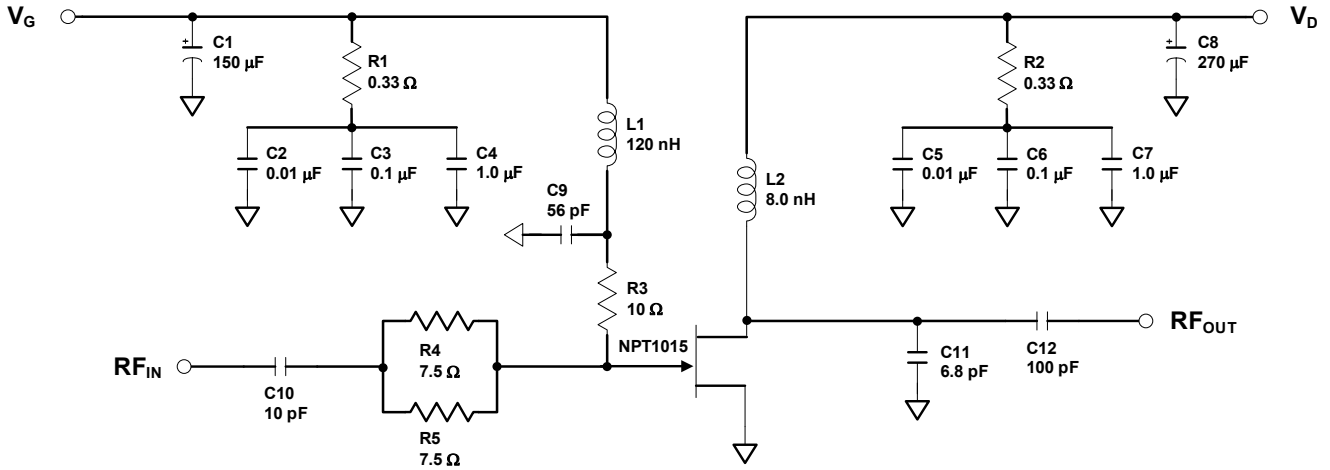 VG
C1
150 µF
R1
0.33 Ω
C2
0.01 µF
C3
0.1 µF
C4
1.0 µF
L1
120 nH
C9
56 pF
R3
10 Ω
RFIN
C10
10 pF
R4
7.5 Ω
R5
7.5 Ω
NPT1015
L2
8.0 nH
VD
C8
270 µF
R2
0.33 Ω
C5
0.01 µF
C6
0.1 µF
C7
1.0 µF
C11
6.8 pF
C12
100 pF
RFOUT
+
+